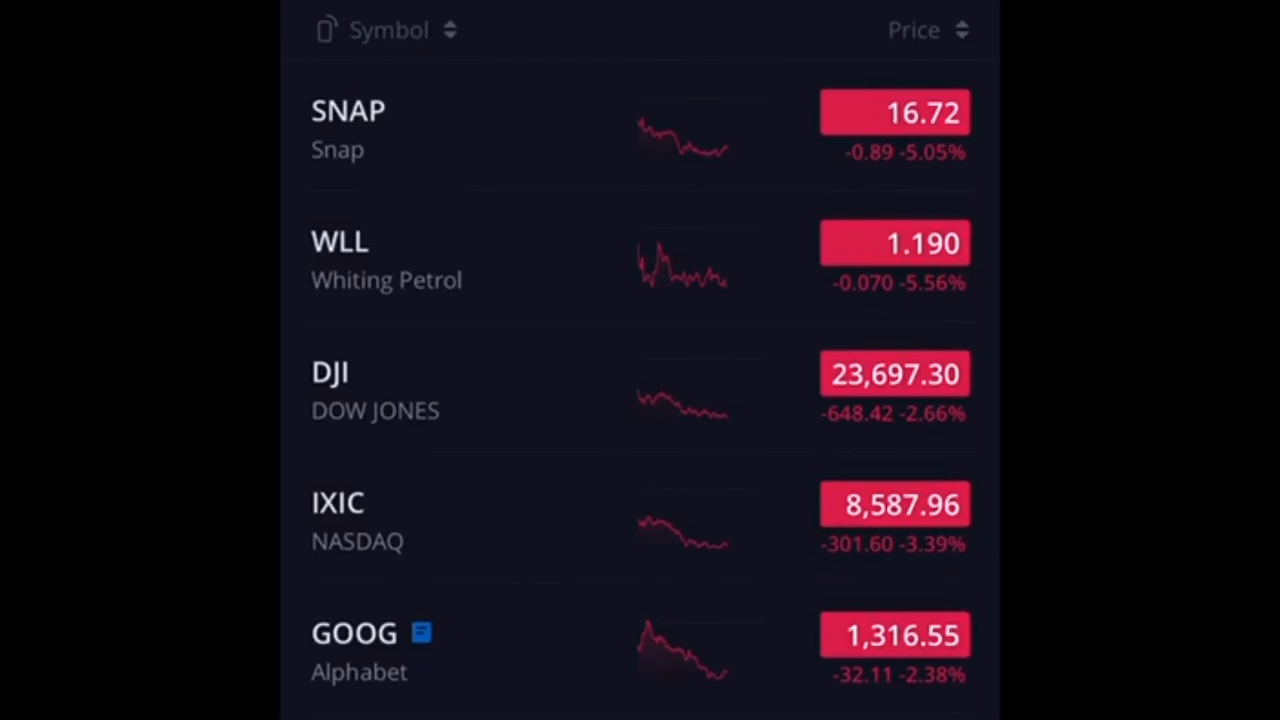 Symbol Price
SNAP 16.72
Snap -0.89 -5.05%
WLL 1.190
Whiting Petrol -0.070 -5.56%
DJI 23,697.30
DOW JONES -648.42 -2.66%
IXIC 8,587.96
NASDAQ -301.60 -3.39%
GOOG 1,316.55
Alphabet -32.11 -2.38%